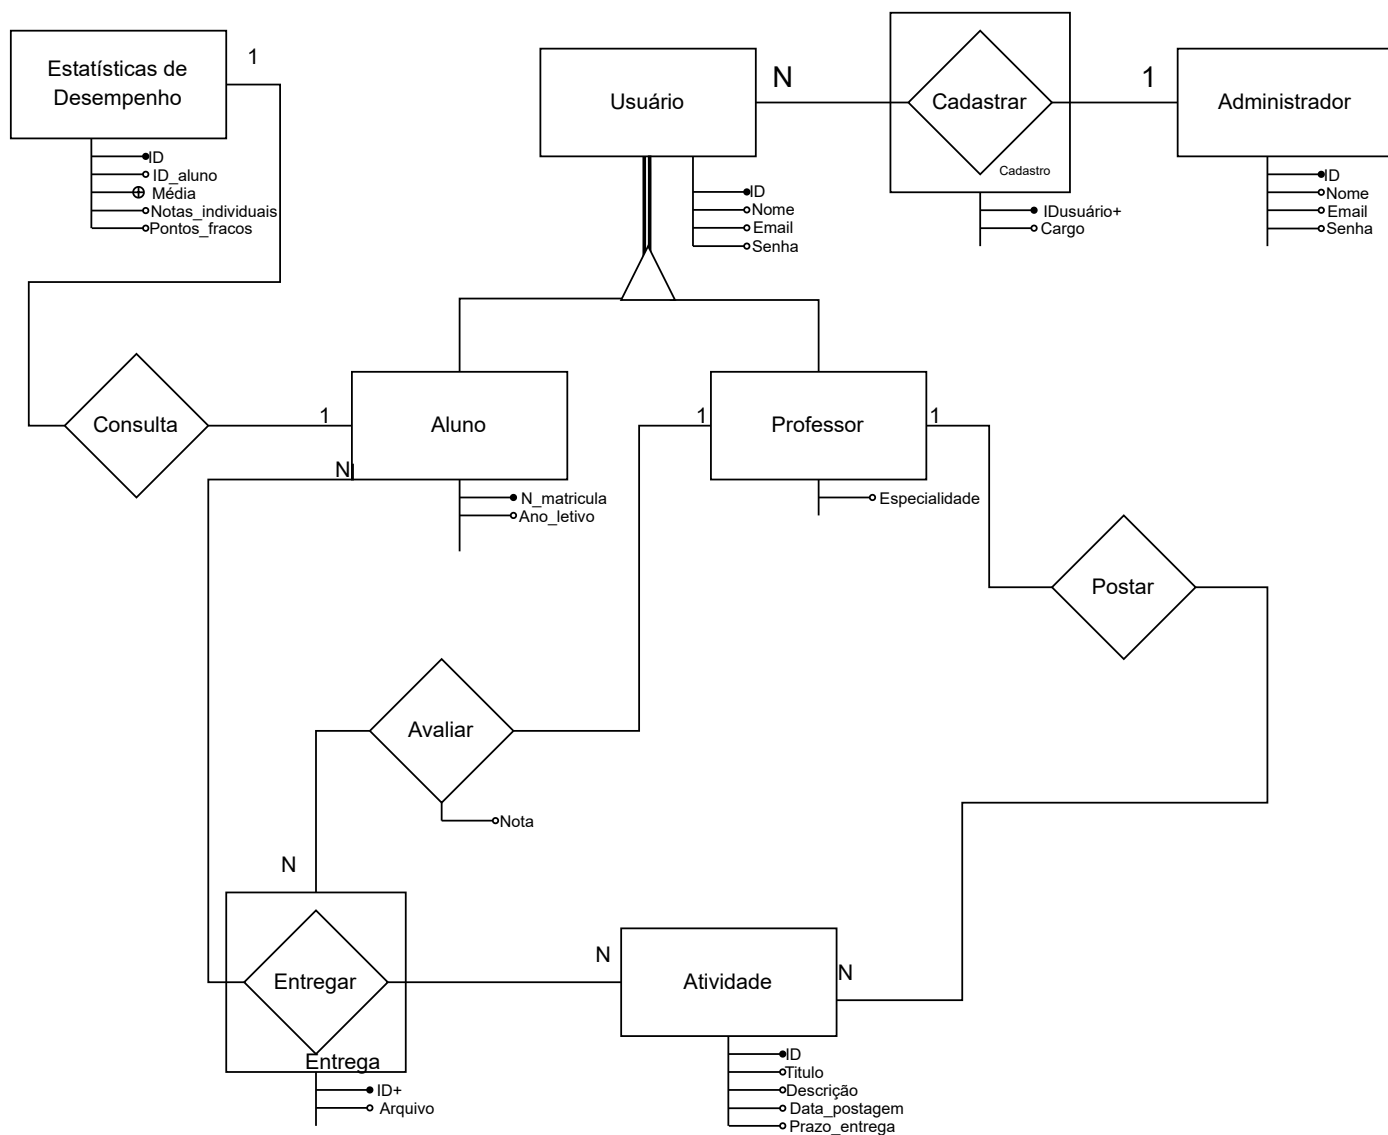 Estatísticas de
Desempenho
1
ID
ID_aluno
Média
Notas_individuais
Pontos_fracos
Usuário
N
ID
Nome
Email
Senha
Cadastrar
Cadastro
IDusuário+
Cargo
1
Administrador
ID
Nome
Email
Senha
Consulta
1
Aluno
N
N_matricula
Ano_letivo
1
Professor
1
Especialidade
Postar
Avaliar
Nota
N
Entregar
Entrega
ID+
Arquivo
N
Atividade
N
ID
Titulo
Descrição
Data_postagem
Prazo_entrega